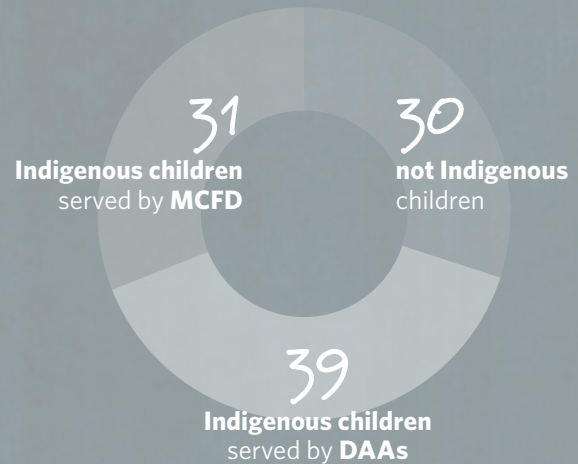 31
Indigenous children
served by MCFD
30
not Indigenous
children
39
Indigenous children
served by DAAs